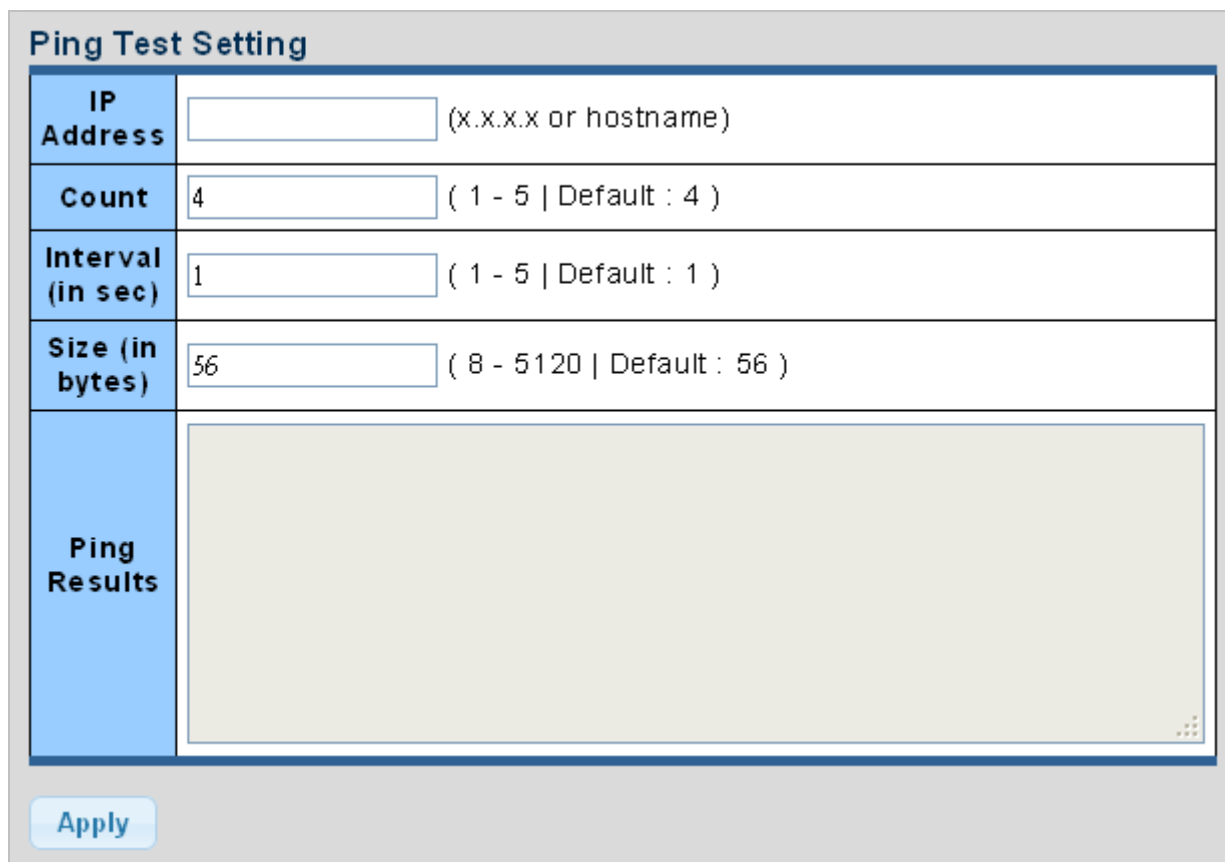 Ping Test Setting
IP
Address
(x.x.x.x or hostname)
Count
4
( 1 - 5 | Default : 4 )
Interval
(in sec)
1
( 1 - 5 | Default : 1 )
Size (in
bytes)
56
( 8 - 5120 | Default : 56 )
Ping
Results
Apply